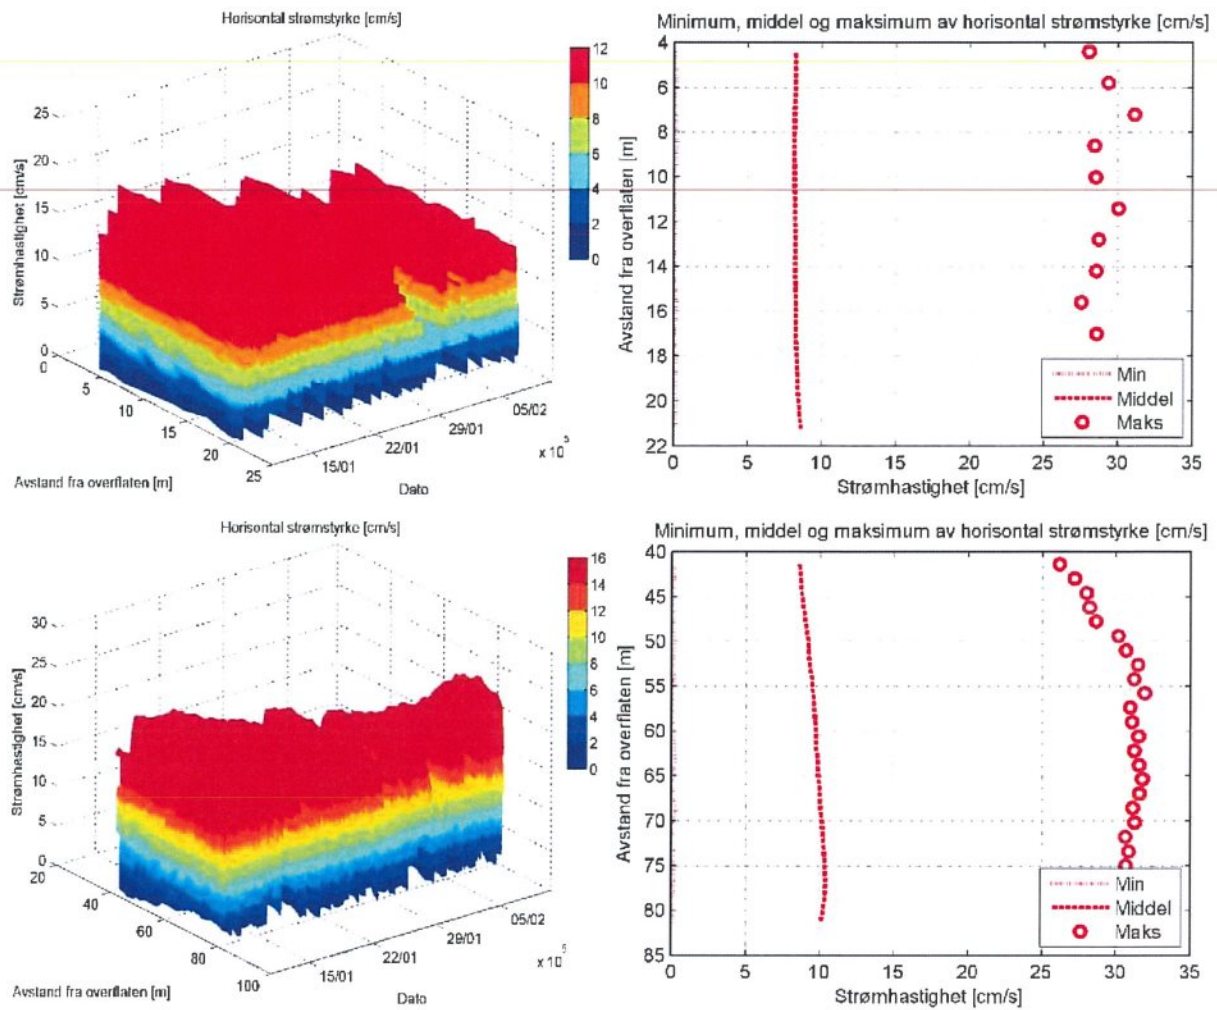 Horisontal strømstyrke [cm/s]
25
20
15
10
5
0
Strømhastighet [cm/s]
0
5
10
15
20
25
Avstand fra overflaten [m]
15/01
22/01
29/01
05/02
x 10^5
Dato
12
10
8
6
4
2
0
Minimum, middel og maksimum av horisontal strømstyrke [cm/s]
4
6
8
10
12
14
16
18
20
22
Avstand fra overflaten [m]
Min
Middel
Maks
0 5 10 15 20 25 30 35
Strømhastighet [cm/s]
Horisontal strømstyrke [cm/s]
30
25
20
15
10
5
0
Strømhastighet [cm/s]
20
40
60
80
100
Avstand fra overflaten [m]
15/01
22/01
29/01
05/02
x 10^5
Dato
16
14
12
10
8
6
4
2
0
Minimum, middel og maksimum av horisontal strømstyrke [cm/s]
40
45
50
55
60
65
70
75
80
85
Avstand fra overflaten [m]
Min
Middel
Maks
0 5 10 15 20 25 30 35
Strømhastighet [cm/s]